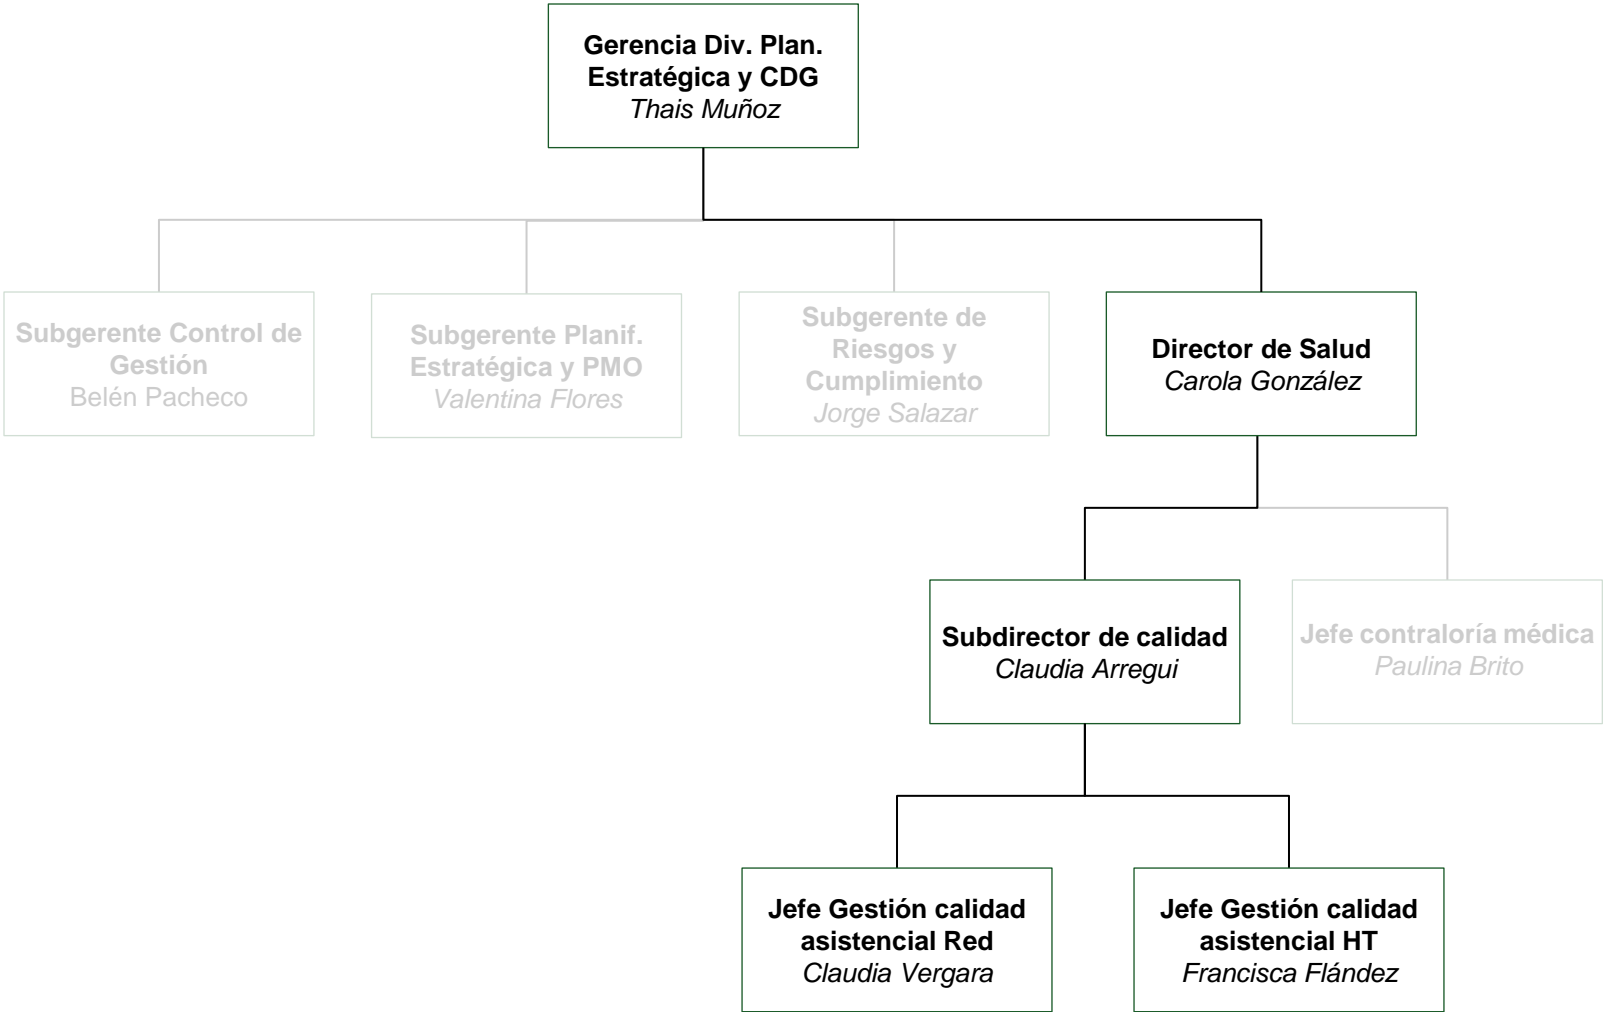 Gerencia Div. Plan.
Estratégica y CDG
Thais Muñoz
Subgerente Control de
Gestión
Belén Pacheco
Subgerente Planif.
Estratégica y PMO
Valentina Flores
Subgerente de
Riesgos y
Cumplimiento
Jorge Salazar
Director de Salud
Carola González
Subdirector de calidad
Claudia Arregui
Jefe contraloría médica
Paulina Brito
Jefe Gestión calidad
asistencial Red
Claudia Vergara
Jefe Gestión calidad
asistencial HT
Francisca Flández